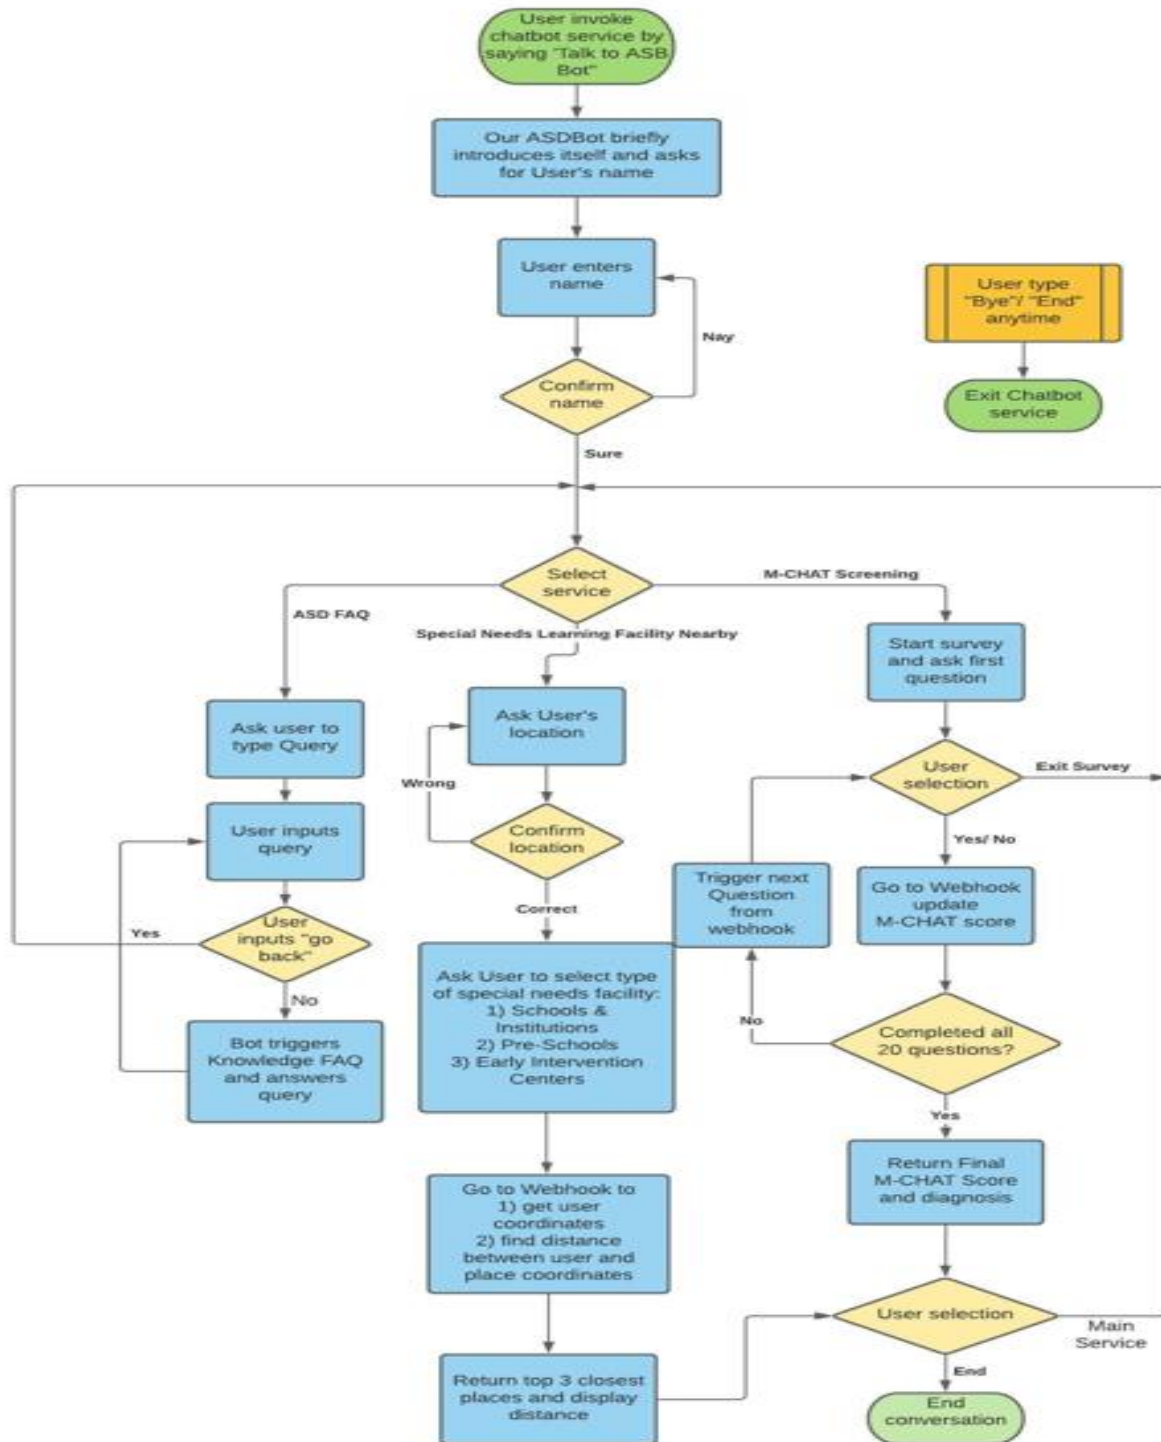 User invoke
chatbot service by
saying 'Talk to ASB
Bot"
Our ASDBot briefly
introduces itself and asks
for User's name
User enters
name
User type
"Bye"/ "End"
anytime
Nay
Confirm
name
Exit Chatbot
service
Sure
Select
service
M-CHAT Screening
ASD FAQ
Special Needs Learning Facility Nearby
Start survey
and ask first
question
Ask user to
type Query
Ask User's
location
Wrong
User
selection
Exit Survey
User inputs
query
Confirm
location
Yes/ No
Trigger next
Question
from
webhook
Go to Webhook
update
M-CHAT score
Correct
User
inputs "go
back"
Yes
No
Ask User to select type
of special needs facility:
1) Schools &
Institutions
2) Pre-Schools
3) Early Intervention
Centers
No
Completed all
20 questions?
Bot triggers
Knowledge FAQ
and answers
query
Yes
Return Final
M-CHAT Score
and diagnosis
Go to Webhook to
1) get user
coordinates
2) find distance
between user and
place coordinates
User selection
Main
Service
End
Return top 3 closest
places and display
distance
End
conversation